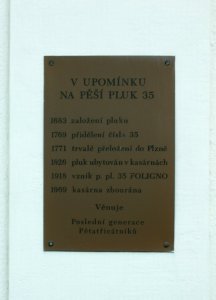 V UPOMÍNKU
NA PĚŠÍ PLUK 35
1683 založení pluku
1769 přidělení čísla 35
1771 trvalé přeložení do Plzně
1826 pluk ubytován v kasárnách
1918 vznik p. pl. 35 FOLIGNO
1969 kasárna zbourána
Věnuje
Poslední generace
Pětatřicátníků